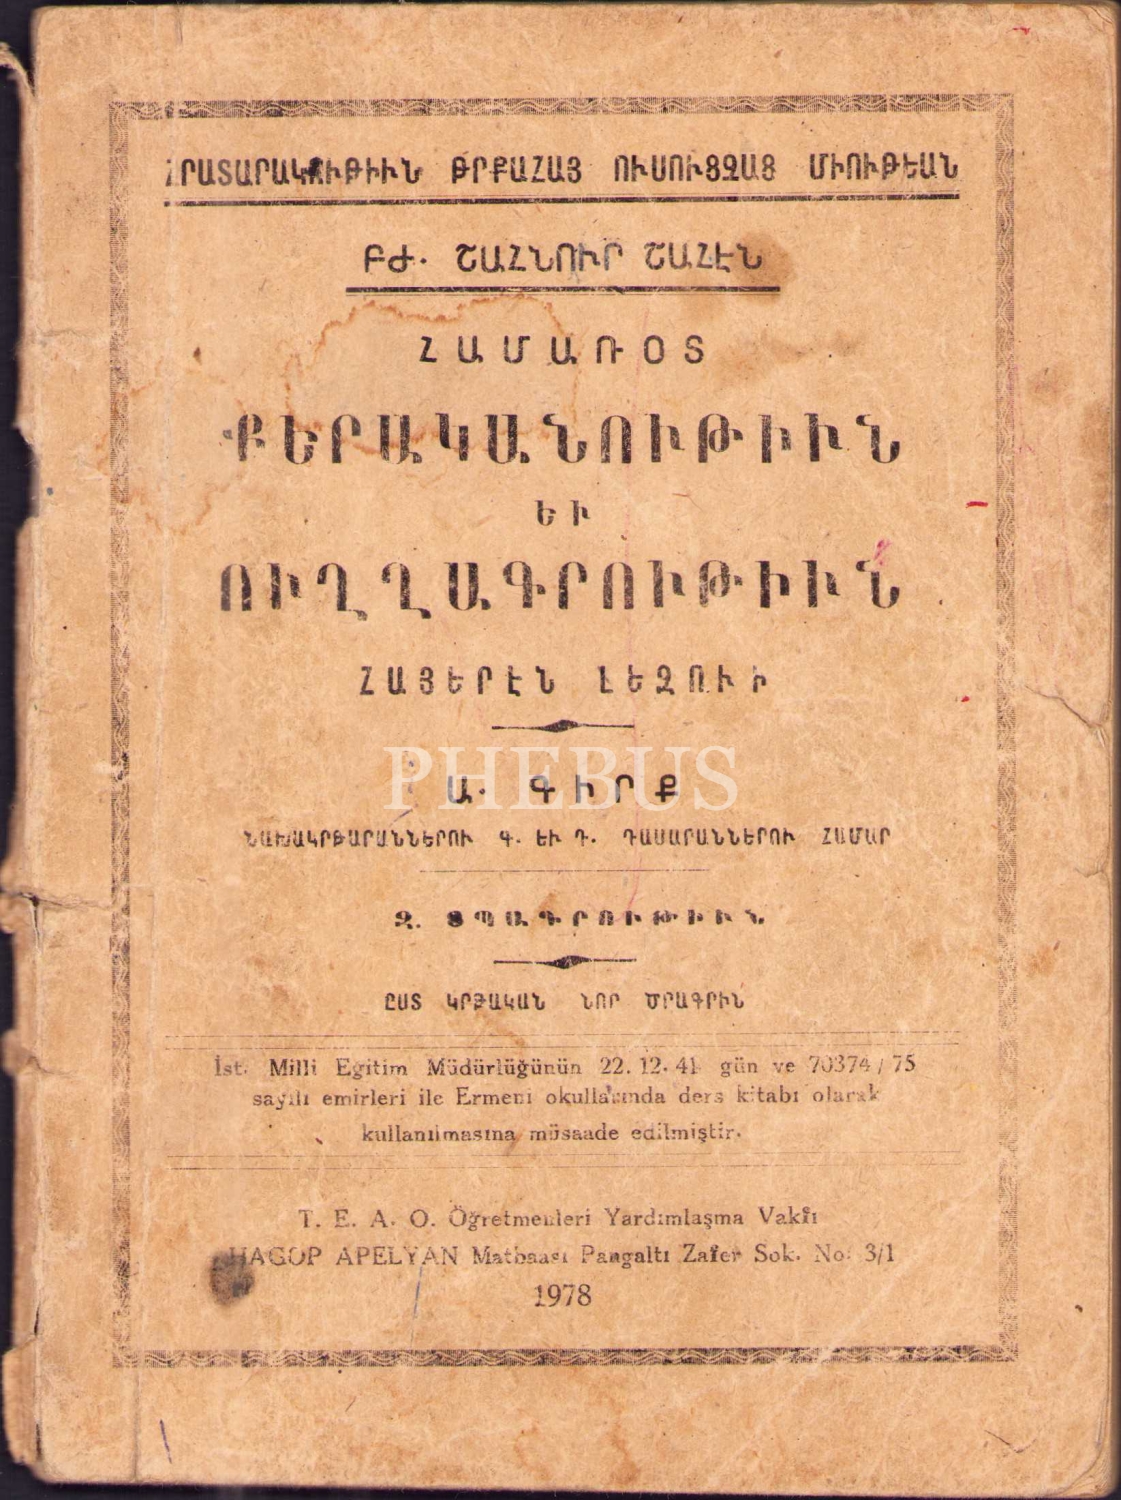 ՀՐԱՏԱՐԱԿՈՒԹԻՒՆ ԹՐՔԱՀԱՅ ՈՒՍՈՒՑՉԱՑ ՄԻՈՒԹԵԱՆ
ԲԺ. ՇԱՀՆՈՒՐ ՇԱՀԷՆ
ՀԱՄԱՌՕՏ
ՔԵՐԱԿԱՆՈՒԹԻՒՆ
ԵՒ
ՈՒՂՂԱԳՐՈՒԹԻՒՆ
ՀԱՅԵՐԷՆ ԼԵԶՈՒԻ
PHEBUS
Ա. ԳԻՐՔ
ՆԱԽԱԿՐԹԱՐԱՆՆԵՐՈՒ Գ. ԵՒ Դ. ԴԱՍԱՐԱՆՆԵՐՈՒ ՀԱՄԱՐ
Զ. ՏՊԱԳՐՈՒԹԻՒՆ
ԸՍՏ ԿՐԹԱԿԱՆ ՆՈՐ ԾՐԱԳՐԻՆ
İst. Milli Eğitim Müdürlüğünün 22.12.41 gün ve 70374/75
sayılı emirleri ile Ermeni okullarında ders kitabı olarak
kullanılmasına müsaade edilmiştir.
T. E. A. O. Öğretmenleri Yardımlaşma Vakfı
HAGOP APELYAN Matbaası Pangaltı Zafer Sok. No: 3/1
1978